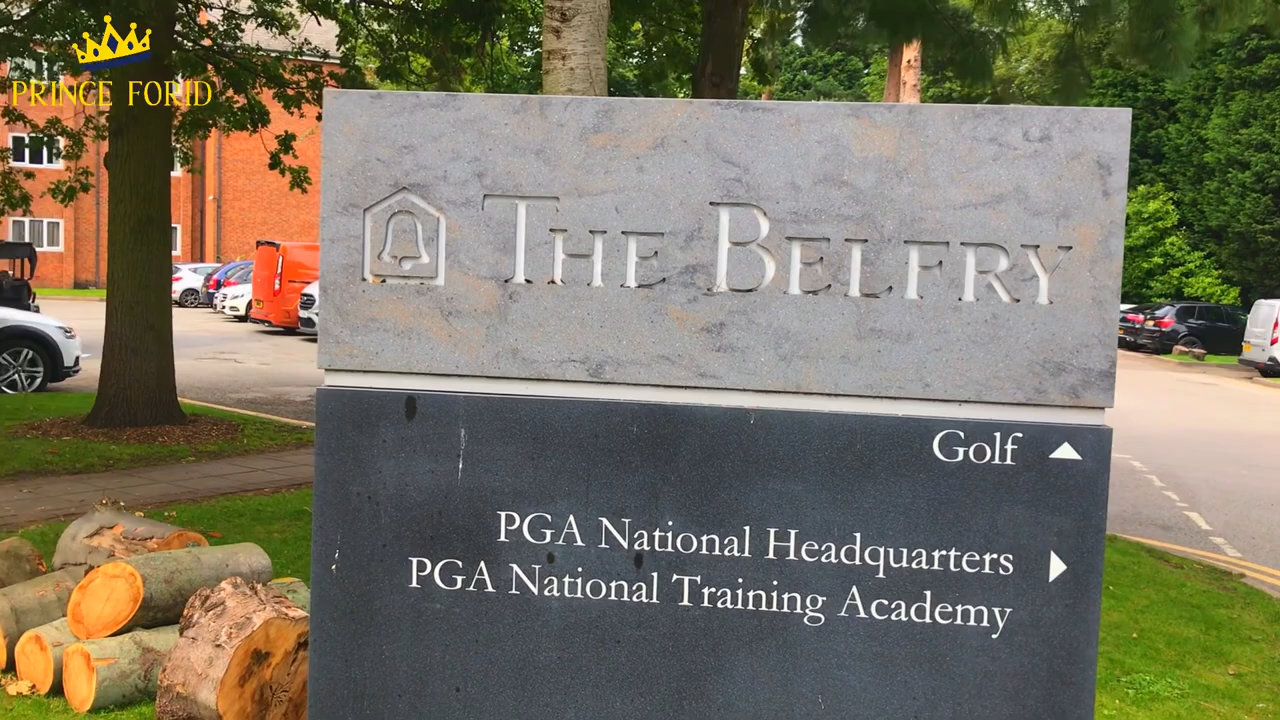 PRINCE FORID
THE BELFRY
Golf
PGA National Headquarters
PGA National Training Academy